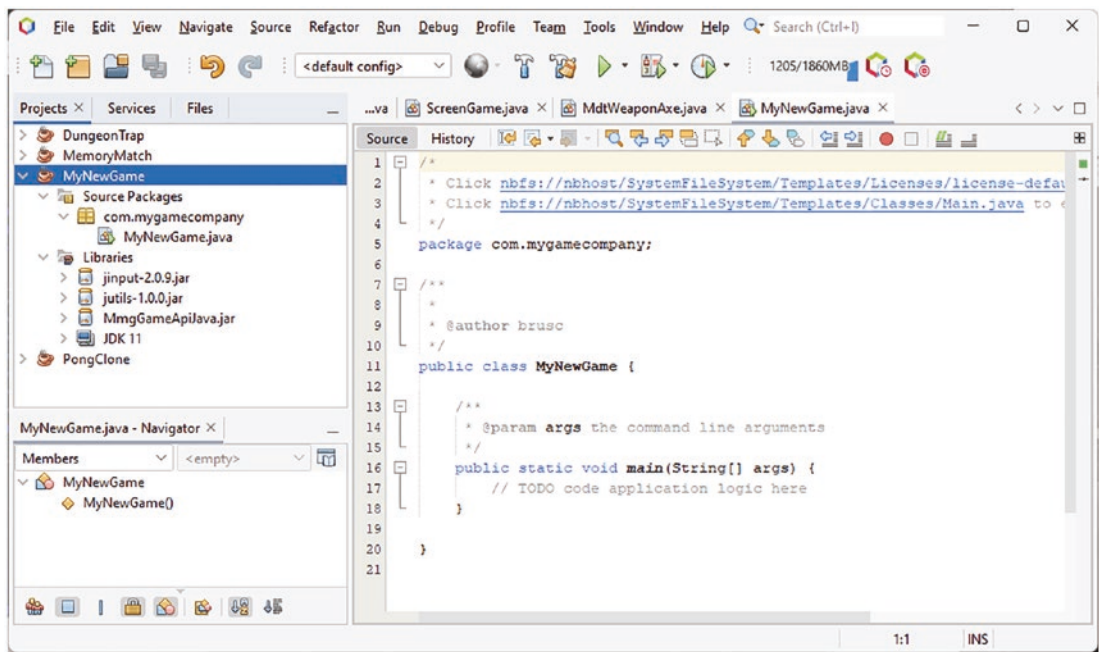 File Edit View Navigate Source Refactor Run Debug Profile Team Tools Window Help Search (Ctrl+I)
<default config> 1205/1860MB
Projects Services Files
DungeonTrap
MemoryMatch
MyNewGame
Source Packages
com.mygamecompany
MyNewGame.java
Libraries
jinput-2.0.9.jar
jutils-1.0.0.jar
MmgGameApiJava.jar
JDK 11
PongClone
MyNewGame.java - Navigator
Members <empty>
MyNewGame
MyNewGame()
...va ScreenGame.java MdtWeaponAxe.java MyNewGame.java
Source History
1 /*
2 * Click nbfs://nbhost/SystemFileSystem/Templates/Licenses/license-defau
3 * Click nbfs://nbhost/SystemFileSystem/Templates/Classes/Main.java to e
4 */
5 package com.mygamecompany;
6
7 /**
8 *
9 * @author brusc
10 */
11 public class MyNewGame {
12
13 /**
14 * @param args the command line arguments
15 */
16 public static void main(String[] args) {
17 // TODO code application logic here
18 }
19
20 }
21
1:1 INS